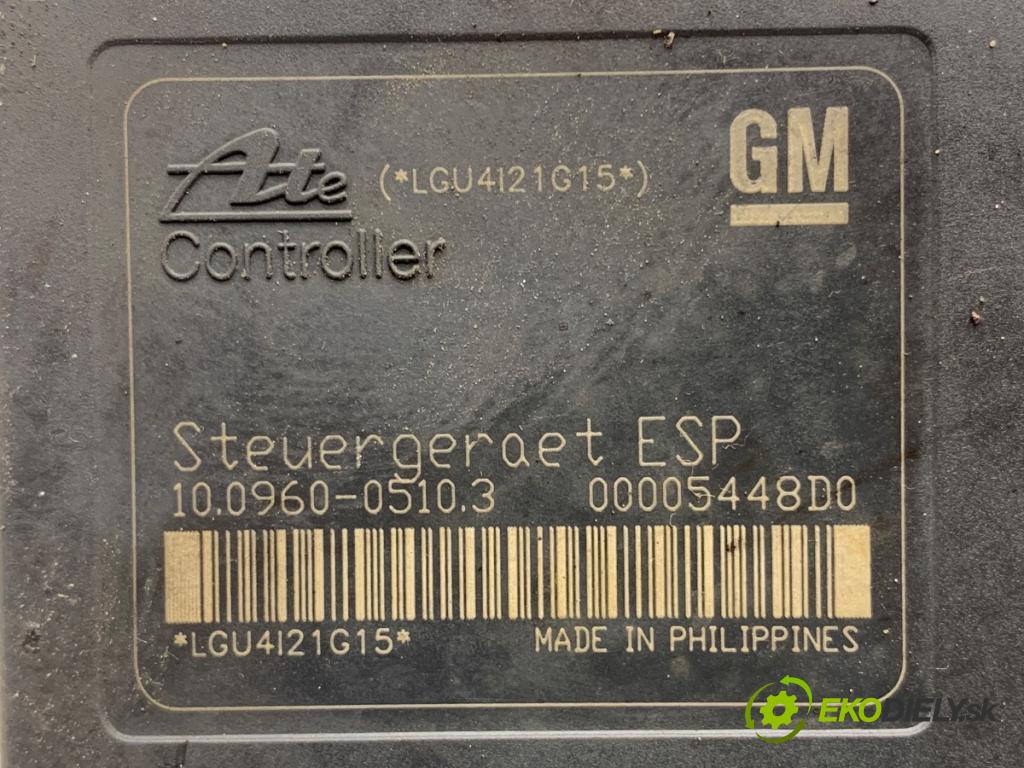 Ate (*LGU4I21G15*) GM
Controller
Steuergeraet ESP
10.0960-0510.3 00005448D0
*LGU4I21G15* MADE IN PHILIPPINES
EKODIELY.sk